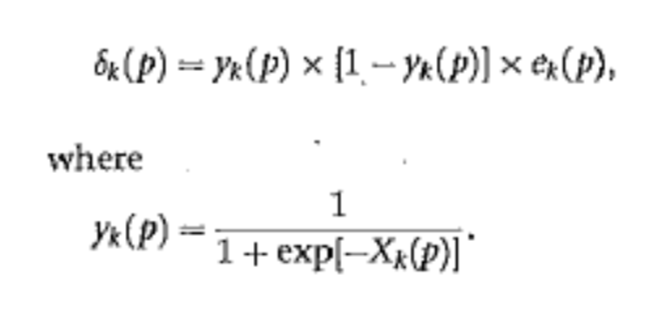 δₖ(p) = yₖ(p) × [1 − yₖ(p)] × eₖ(p),
where
yₖ(p) = 1 / (1 + exp[−Xₖ(p)]).